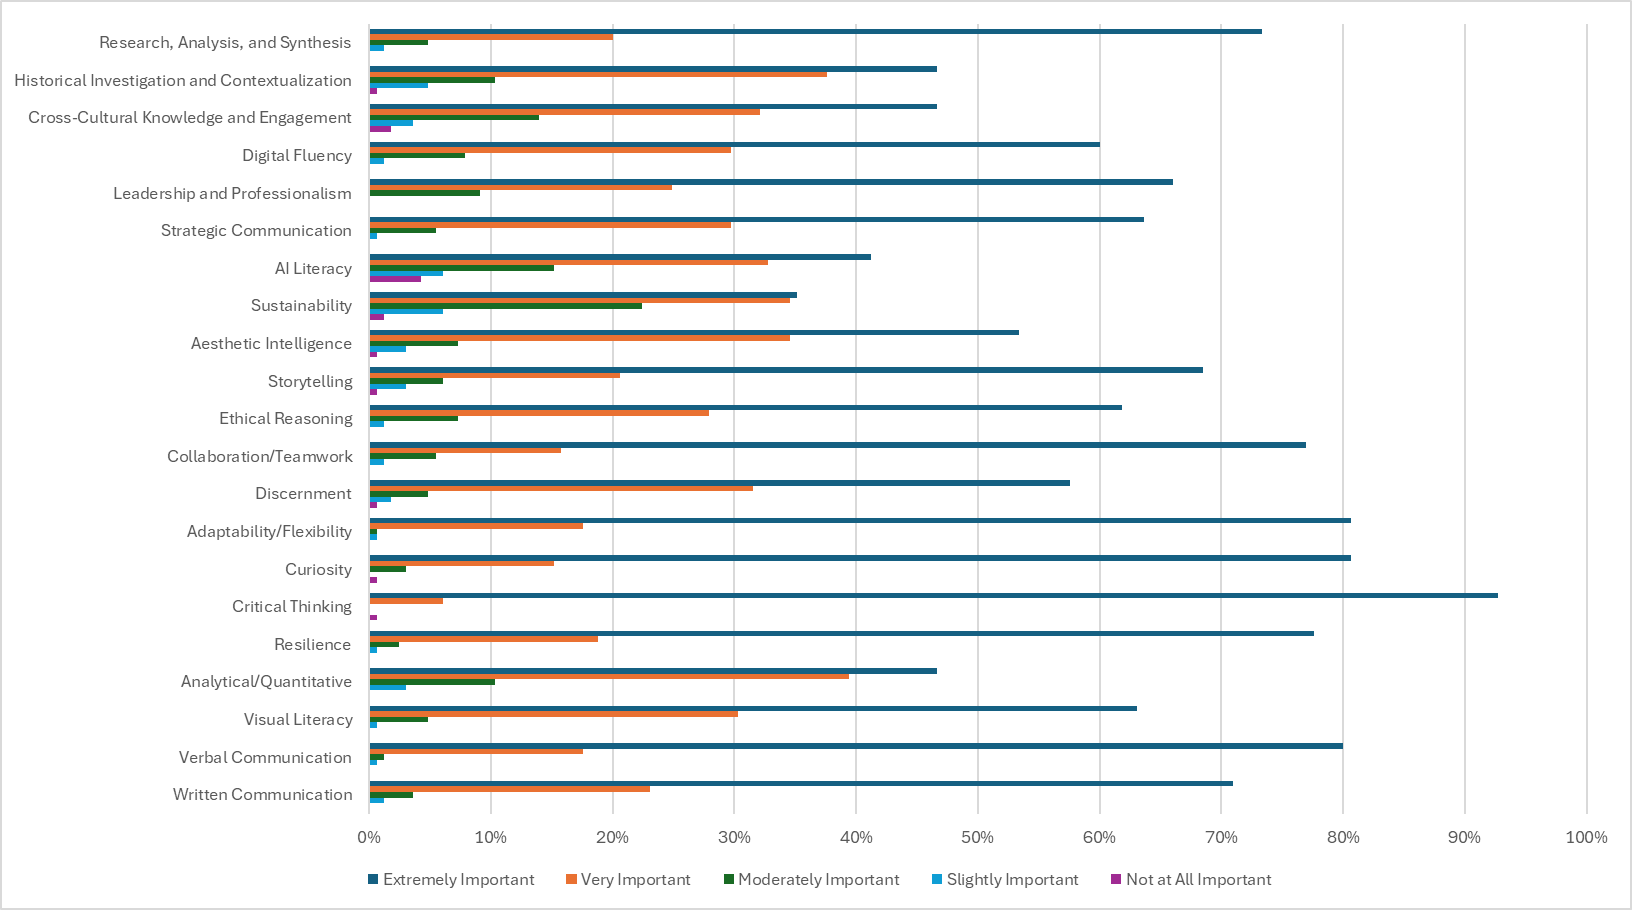 Research, Analysis, and Synthesis
Historical Investigation and Contextualization
Cross-Cultural Knowledge and Engagement
Digital Fluency
Leadership and Professionalism
Strategic Communication
AI Literacy
Sustainability
Aesthetic Intelligence
Storytelling
Ethical Reasoning
Collaboration/Teamwork
Discernment
Adaptability/Flexibility
Curiosity
Critical Thinking
Resilience
Analytical/Quantitative
Visual Literacy
Verbal Communication
Written Communication
0% 10% 20% 30% 40% 50% 60% 70% 80% 90% 100%
Extremely Important Very Important Moderately Important Slightly Important Not at All Important